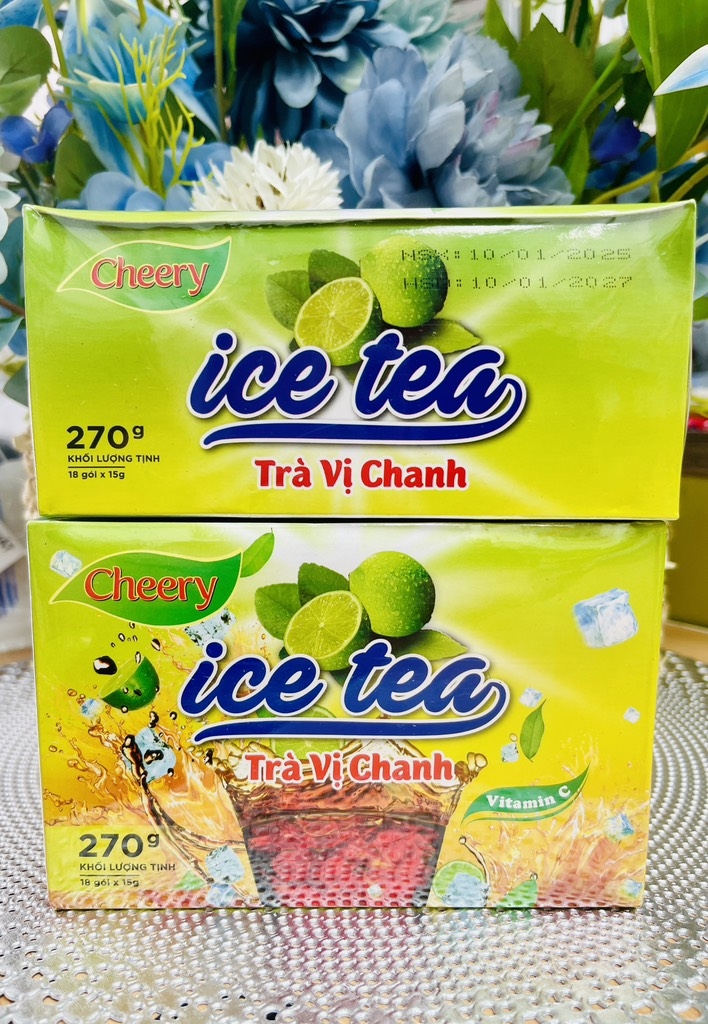 Cheery
NSX: 10/01/2025
HSD: 10/01/2027
ice tea
270g
KHỐI LƯỢNG TỊNH
18 gói x 15g
Trà Vị Chanh
Cheery
ice tea
Trà Vị Chanh
Vitamin C
270g
KHỐI LƯỢNG TỊNH
18 gói x 15g